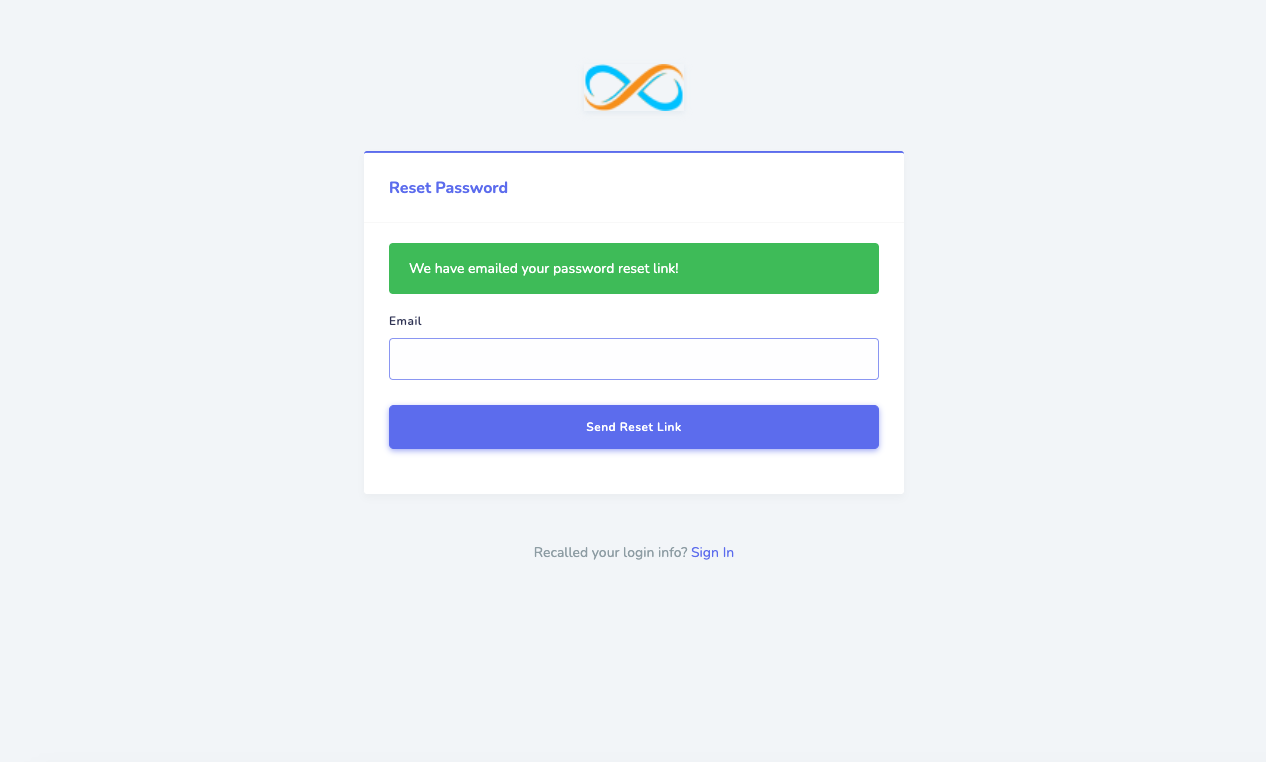 Reset Password
We have emailed your password reset link!
Email
Send Reset Link
Recalled your login info? Sign In